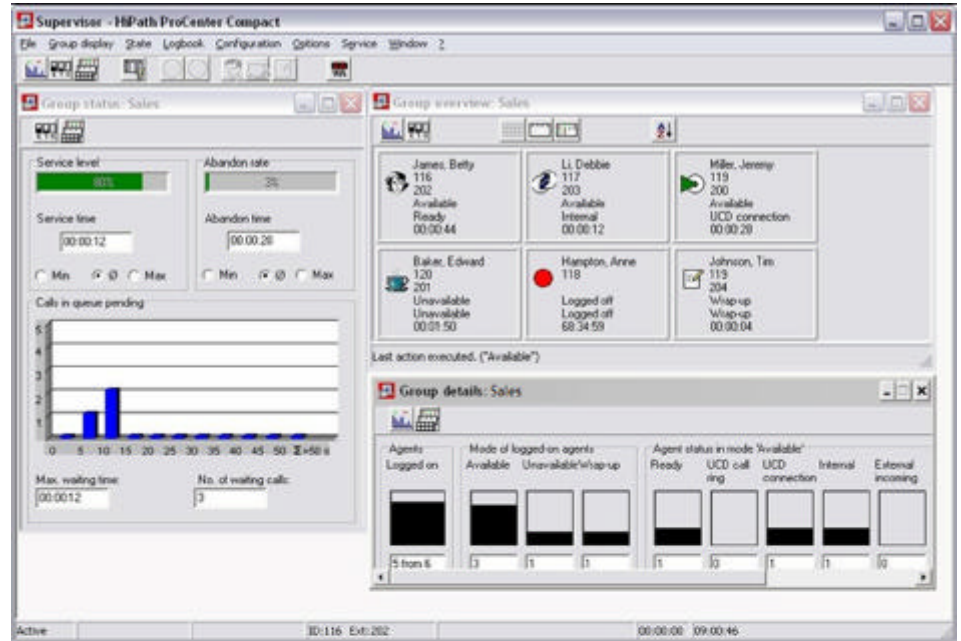 Supervisor - HiPath ProCenter Compact
File Group display State Logbook Configuration Options Service Window ?
Group status: Sales
Service level
80%
Abandon rate
3%
Service time
00:00:12
Abandon time
00:00:28
Min Ø Max
Min Ø Max
Calls in queue pending
5
4
3
2
1
0 5 10 15 20 25 30 35 40 45 50 Σ>50 s
Max. waiting time:
00:0012
No. of waiting calls:
3
Group overview: Sales
James, Betty
116
202
Available
Ready
00:00:44
Li, Debbie
117
203
Available
Internal
00:00:12
Miller, Jeremy
119
200
Available
UCD connection
00:00:28
Baker, Edward
120
201
Unavailable
Unavailable
00:01:50
Hampton, Anne
118
Logged off
Logged off
68:34:59
Johnson, Tim
119
204
Wrap-up
Wrap-up
00:00:04
Last action executed. ("Available")
Group details: Sales
Agents
Logged on
5 from 6
Mode of logged-on agents
Available Unavailable Wrap-up
3 1 1
Agent status in mode 'Available'
Ready UCD call ring UCD connection Internal External incoming
1 0 1 1 0
Active ID:116 Ext:202 00:00:00 09:00:46